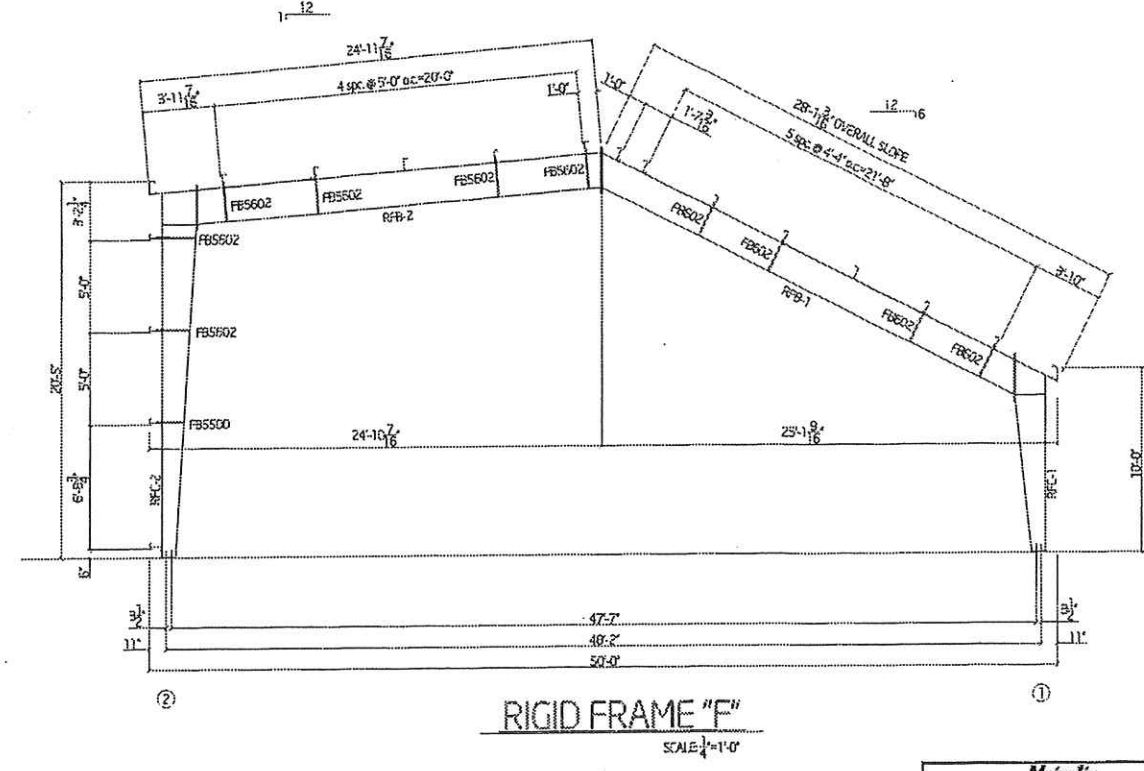 1 12
24'-11 7/16"
4 spc. @ 5'-0" o.c.=20'-0"
3'-11 7/16"
1'-0"
1'-0"
1'-7 3/16"
28'-1 3/16" OVERALL SLOPE
12 6
5 spc. @ 4'-4" o.c.=21'-8"
3'-10"
FB5602
FB5602
FB5602
FB5602
RFB-2
FB602
FB602
RFB-1
FB602
FB602
3'-2 1/4"
FB5602
5'-0"
FB5602
20'-5"
5'-0"
FB5500
24'-10 7/16"
25'-1 9/16"
6'-8 3/4"
RFC-2
RFC-1
10'-0"
6"
3 1/2"
47'-7"
3 1/2"
11"
48'-2"
11"
50'-0"
②
①
RIGID FRAME "F"
SCALE: 1/4"=1'-0"